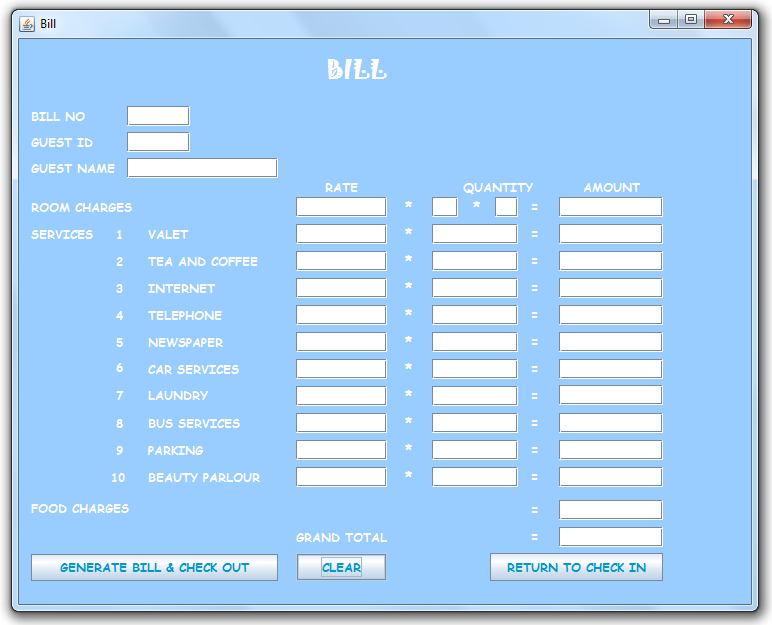 Bill
BILL
BILL NO
GUEST ID
GUEST NAME
RATE QUANTITY AMOUNT
ROOM CHARGES * * =
SERVICES 1 VALET * =
2 TEA AND COFFEE * =
3 INTERNET * =
4 TELEPHONE * =
5 NEWSPAPER * =
6 CAR SERVICES * =
7 LAUNDRY * =
8 BUS SERVICES * =
9 PARKING * =
10 BEAUTY PARLOUR * =
FOOD CHARGES =
GRAND TOTAL =
GENERATE BILL & CHECK OUT CLEAR RETURN TO CHECK IN